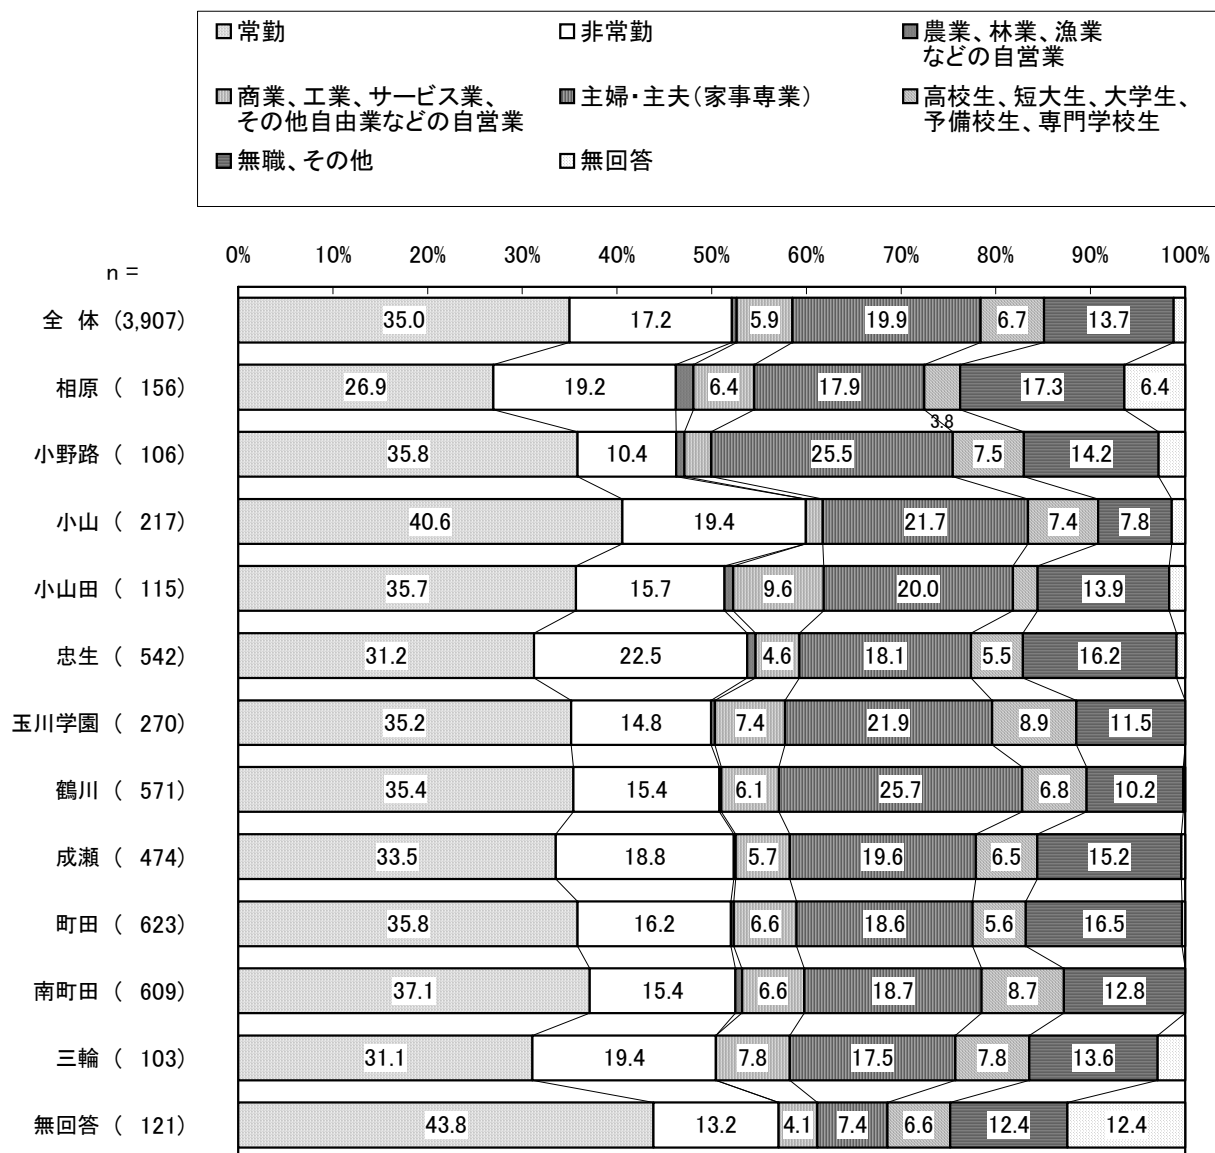 常勤
非常勤
農業、林業、漁業
などの自営業
商業、工業、サービス業、
その他自由業などの自営業
主婦・主夫(家事専業)
高校生、短大生、大学生、
予備校生、専門学校生
無職、その他
無回答
0% 10% 20% 30% 40% 50% 60% 70% 80% 90% 100%
n =
全 体 (3,907) 35.0 17.2 5.9 19.9 6.7 13.7
相原 ( 156) 26.9 19.2 6.4 17.9 17.3 6.4
3.8
小野路 ( 106) 35.8 10.4 25.5 7.5 14.2
小山 ( 217) 40.6 19.4 21.7 7.4 7.8
小山田 ( 115) 35.7 15.7 9.6 20.0 13.9
忠生 ( 542) 31.2 22.5 4.6 18.1 5.5 16.2
玉川学園 ( 270) 35.2 14.8 7.4 21.9 8.9 11.5
鶴川 ( 571) 35.4 15.4 6.1 25.7 6.8 10.2
成瀬 ( 474) 33.5 18.8 5.7 19.6 6.5 15.2
町田 ( 623) 35.8 16.2 6.6 18.6 5.6 16.5
南町田 ( 609) 37.1 15.4 6.6 18.7 8.7 12.8
三輪 ( 103) 31.1 19.4 7.8 17.5 7.8 13.6
無回答 ( 121) 43.8 13.2 4.1 7.4 6.6 12.4 12.4